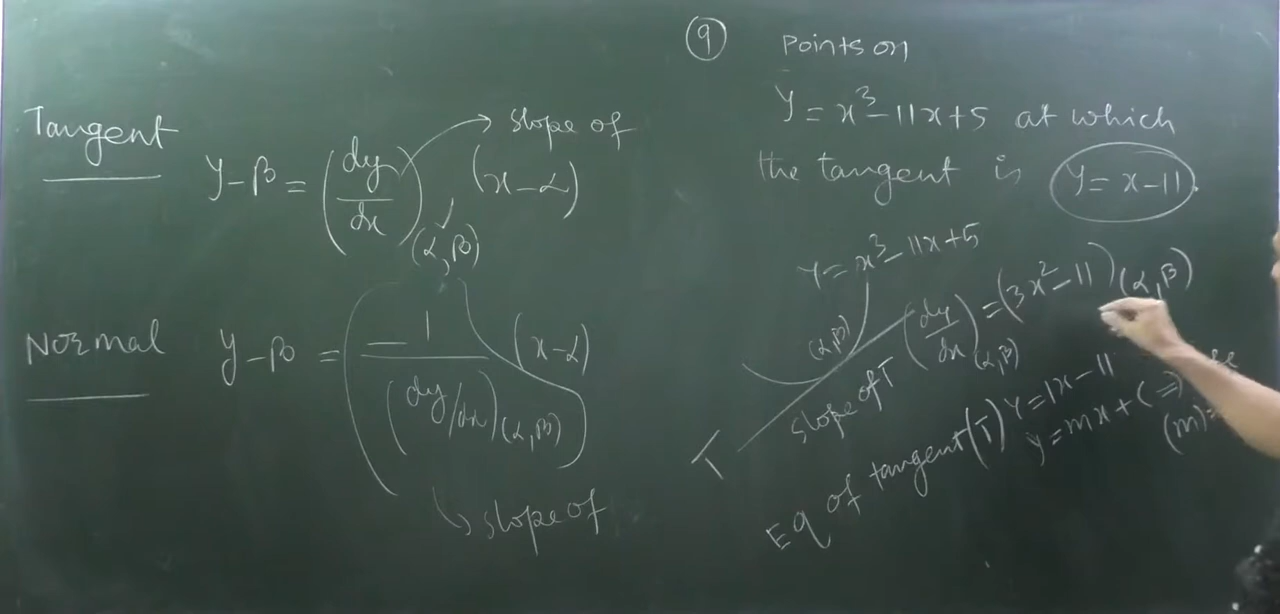 Tangent
y-β = (dy/dx)(α,β) (x-α)
slope of
Normal
y-β = -1/(dy/dx)(α,β) (x-α)
slope of
9 Points on
y = x³-11x+5 at which
the tangent is y = x-11.
y = x³-11x+5
(α,β)
T
slope of T (dy/dx)(α,β) = (3x²-11)(α,β)
Eq of tangent (T) y = 1x-11
y = mx+c ⇒
(m)=